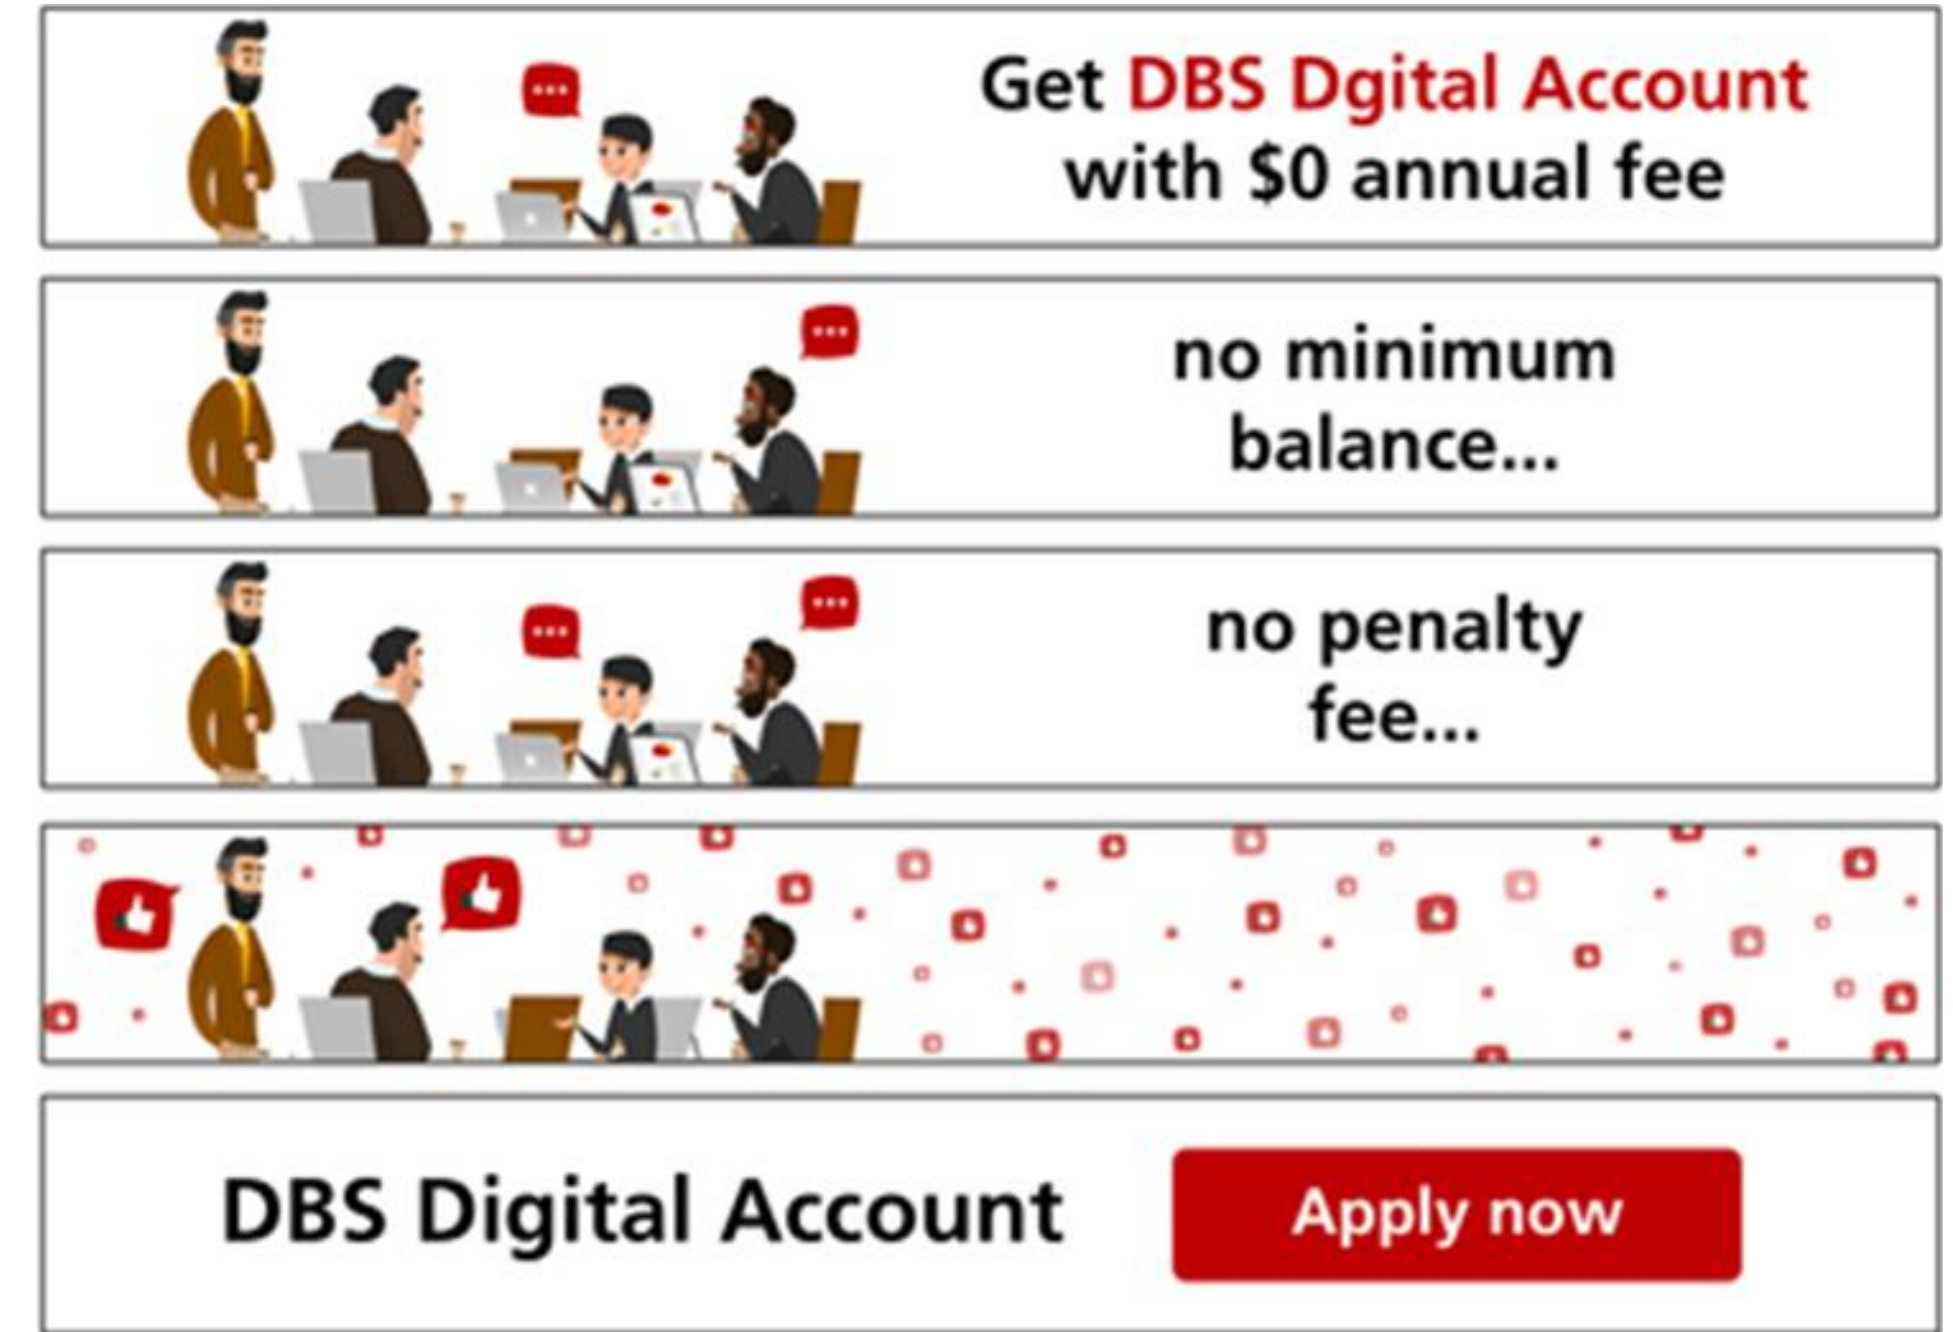 Get DBS Dgital Account
with $0 annual fee
no minimum
balance...
no penalty
fee...
DBS Digital Account
Apply now